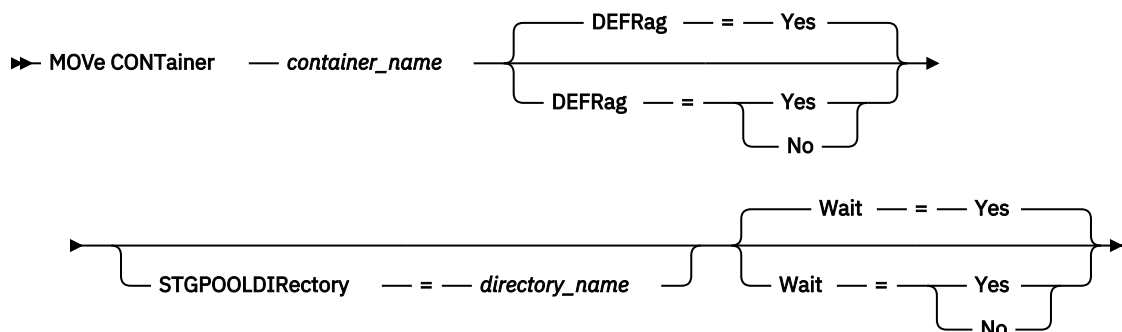 DEFRag = Yes
MOVe CONTainer container_name
DEFRag = Yes
No
Wait = Yes
STGPOOLDIRectory = directory_name
Wait = Yes
No